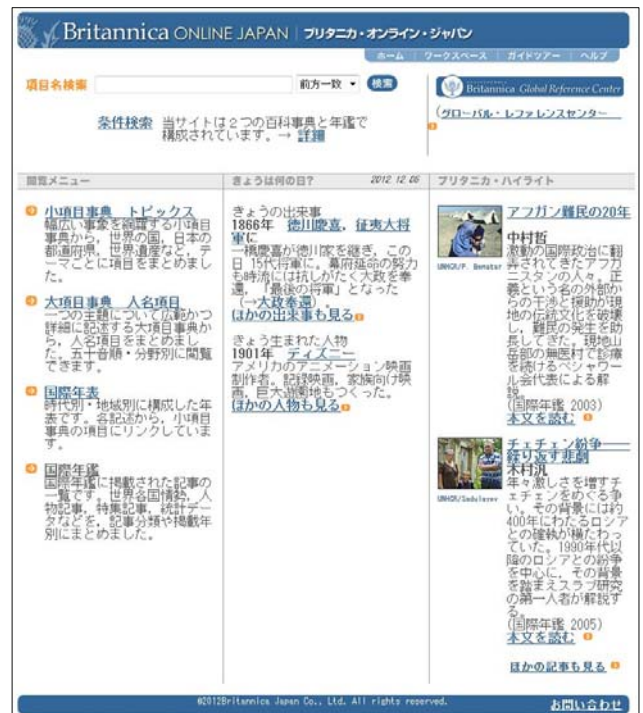 Britannica ONLINE JAPAN | ブリタニカ・オンライン・ジャパン
ホーム | ワークスペース | ガイドツアー | ヘルプ
項目名検索
前方一致
検索
条件検索 当サイトは２つの百科事典と年鑑で
構成されています。→ 詳細
Britannica Global Reference Center
(グローバル・レファレンスセンター
閲覧メニュー
小項目事典　トピックス
幅広い事象を網羅する小項目
事典から，世界の国，日本の
都道府県，世界遺産など，テ
ーマごとに項目をまとめまし
た。
大項目事典　人名項目
一つの主題について広範かつ
詳細に記述する大項目事典か
ら，人名項目をまとめまし
た。五十音順・分野別に閲覧
できます。
国際年表
時代別・地域別に構成した年
表です。各記述から，小項目
事典の項目にリンクしていま
す。
国際年鑑
国際年鑑に掲載された記事の
一覧です。世界各国情勢，人
物記事，特集記事，統計デー
タなどを，記事分類や掲載年
別にまとめました。
きょうは何の日?　2012.12.06
きょうの出来事
1866年　徳川慶喜，征夷大将
軍に
一橋慶喜が徳川家を継ぎ，この
日 15代将軍に。幕府延命の努力
も時流には抗しがたく大政を奉
還，「最後の将軍」となった
（→大政奉還）。
ほかの出来事も見る
きょう生まれた人物
1901年　ディズニー
アメリカのアニメーション映画
制作者。記録映画，家族向け映
画，巨大遊園地もつくった。
ほかの人物も見る
ブリタニカ・ハイライト
UNHCR/P. Benatar
アフガン難民の20年
中村哲
激動の国際政治に翻
弄されてきたアフガ
ニスタンの人々。正
義という名の外部か
らの干渉と援助が現
地の伝統文化を破壊
し，難民の発生を助
長してきた。現地山
岳部の無医村で診療
を続けるペシャワー
ル会代表による解
説。
(国際年鑑 2003)
本文を読む
UNHCR/Sadulayev
チェチェン紛争――
繰り返す悲劇
木村汎
年々激しさを増すチ
ェチェンをめぐる争
い。その背景には約
400年にわたるロシア
との確執が横たわっ
ていた。1990年代以
降のロシアとの紛争
を中心に，その背景
を踏まえスラブ研究
の第一人者が解説す
る。
(国際年鑑 2005)
本文を読む
ほかの記事も見る
©2012Britannica Japan Co., Ltd. All rights reserved.
お問い合わせ